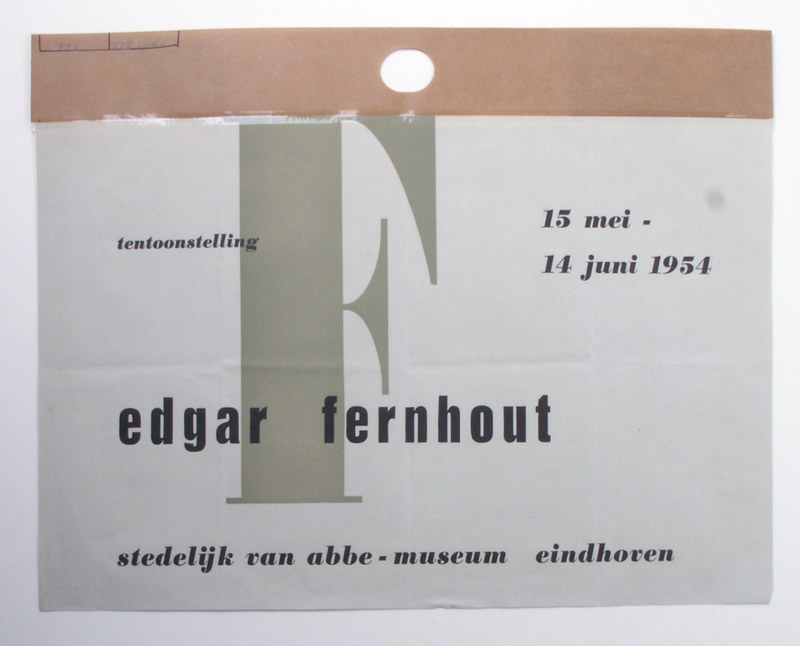 F
tentoonstelling
15 mei -
14 juni 1954
edgar fernhout
stedelijk van abbe-museum eindhoven